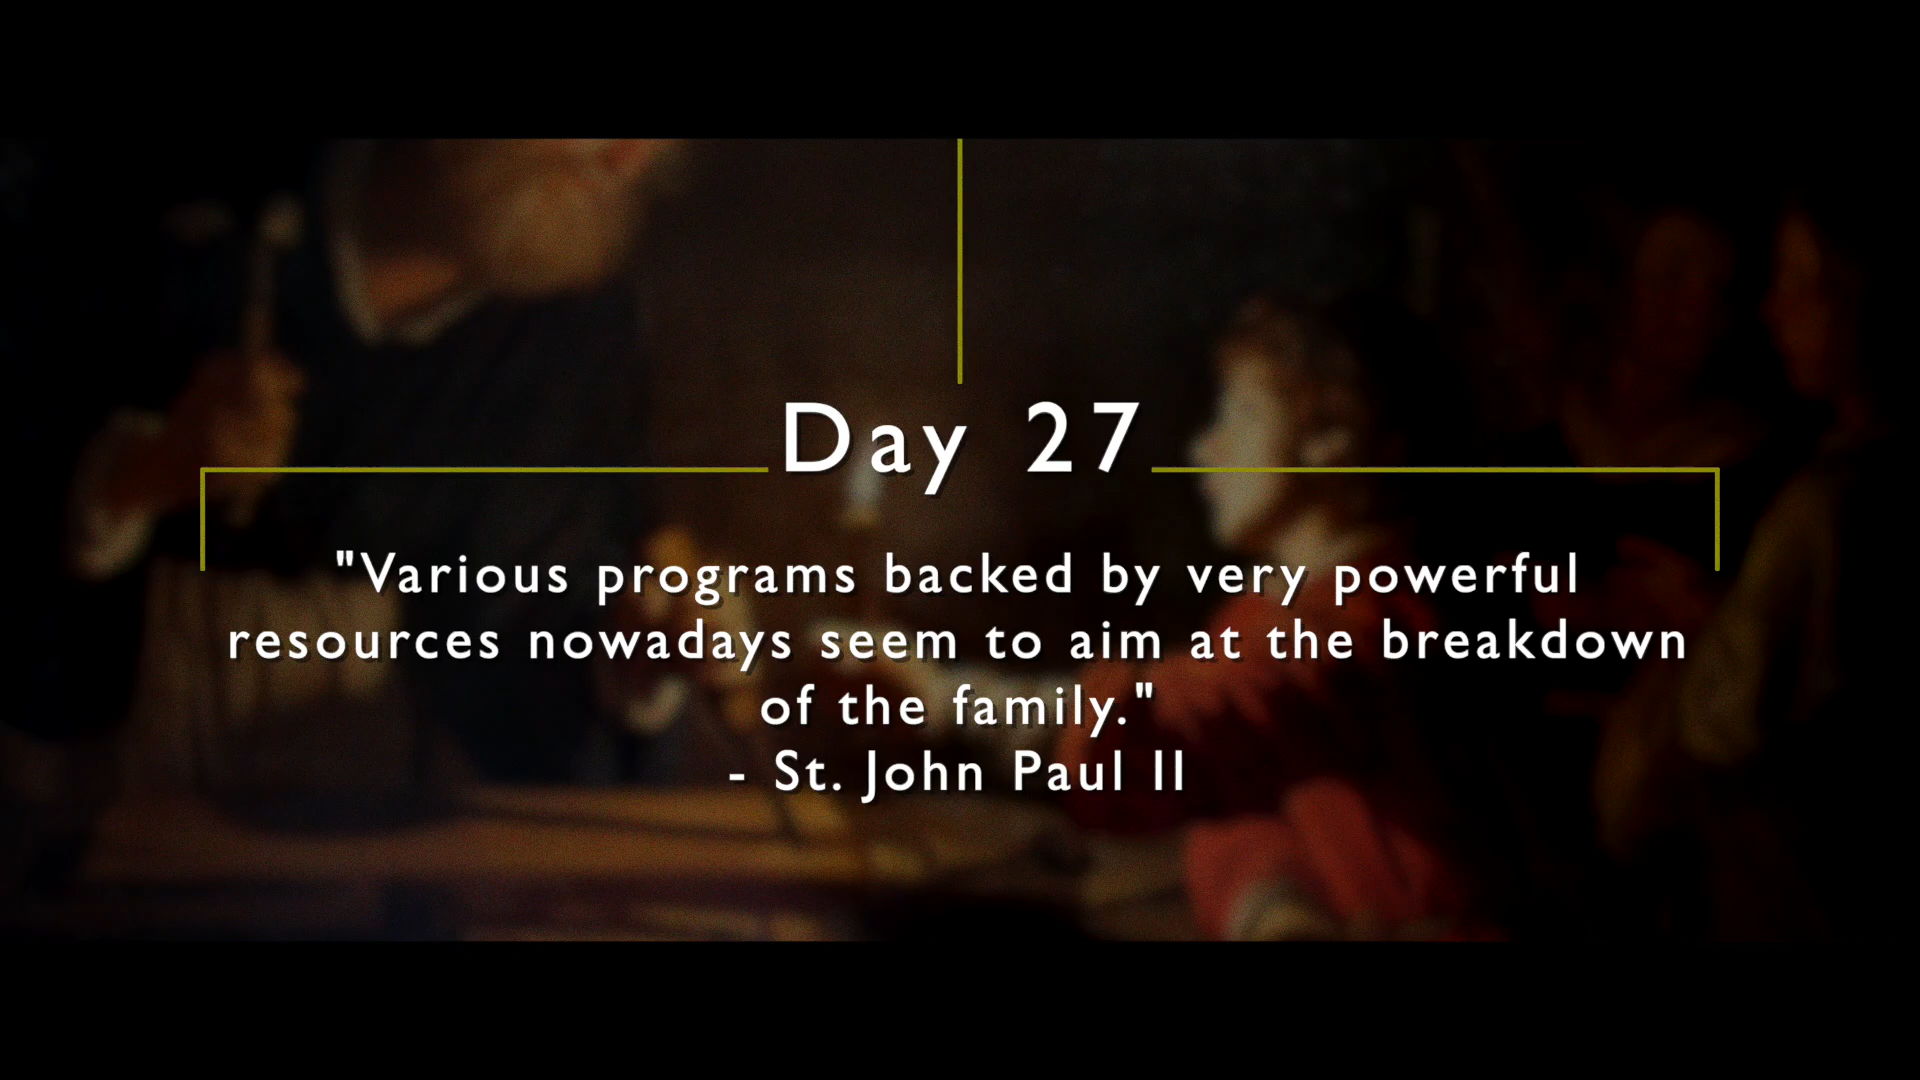 Day 27
"Various programs backed by very powerful
resources nowadays seem to aim at the breakdown
of the family."
- St. John Paul II